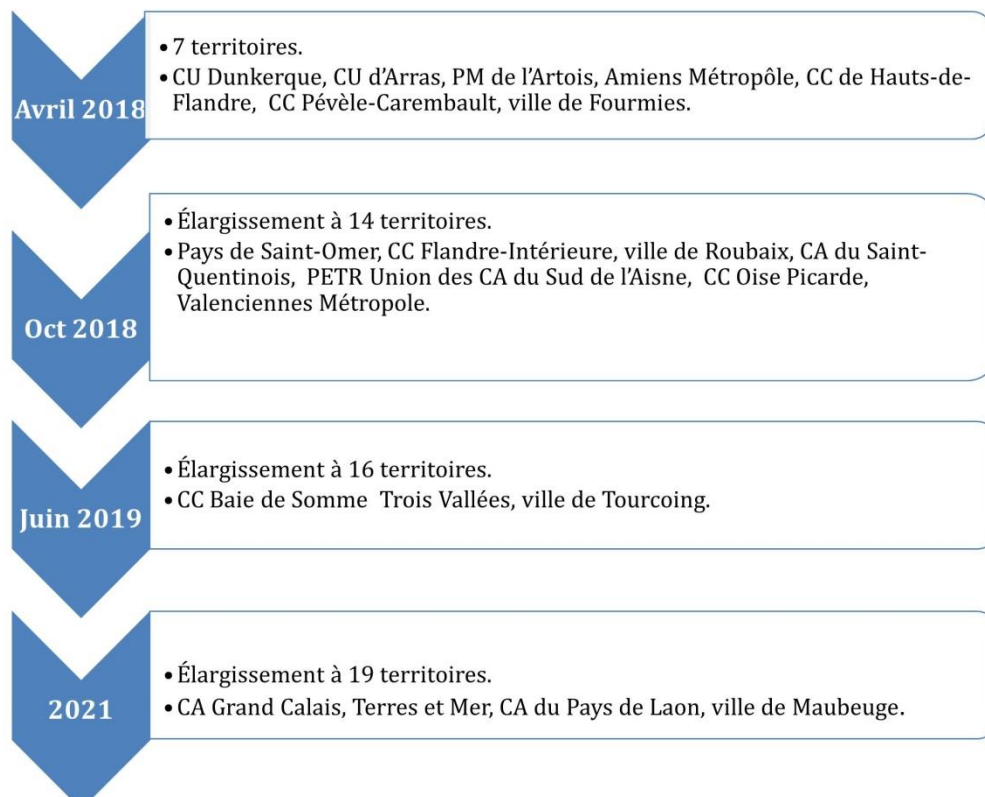 Avril 2018
• 7 territoires.
• CU Dunkerque, CU d’Arras, PM de l’Artois, Amiens Métropôle, CC de Hauts-de-
Flandre, CC Pévèle-Carembault, ville de Fourmies.
Oct 2018
• Élargissement à 14 territoires.
• Pays de Saint-Omer, CC Flandre-Intérieure, ville de Roubaix, CA du Saint-
Quentinois, PETR Union des CA du Sud de l’Aisne, CC Oise Picarde,
Valenciennes Métropole.
Juin 2019
• Élargissement à 16 territoires.
• CC Baie de Somme Trois Vallées, ville de Tourcoing.
2021
• Élargissement à 19 territoires.
• CA Grand Calais, Terres et Mer, CA du Pays de Laon, ville de Maubeuge.